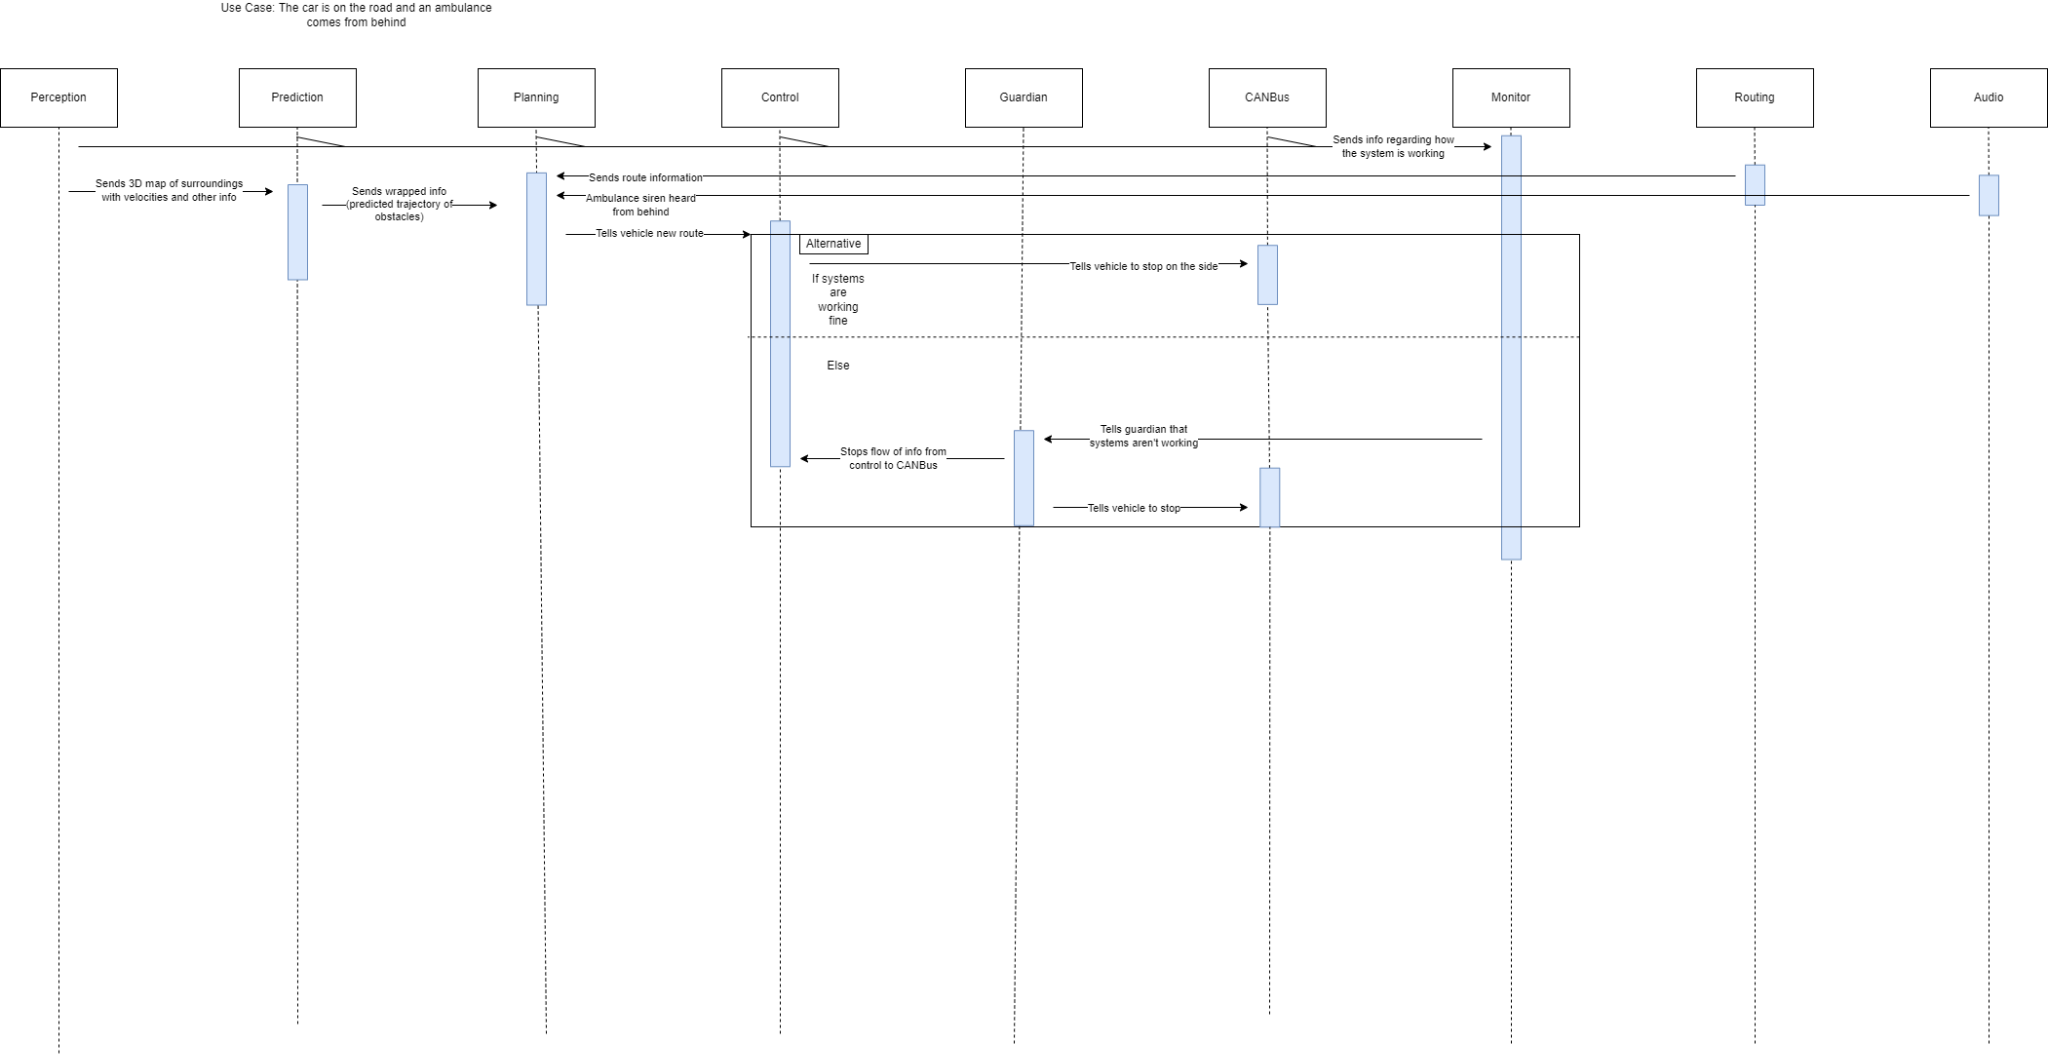 Use Case: The car is on the road and an ambulance
comes from behind
Perception
Prediction
Planning
Control
Guardian
CANBus
Monitor
Routing
Audio
Sends info regarding how
the system is working
Sends 3D map of surroundings
with velocities and other info
Sends wrapped info
(predicted trajectory of
obstacles)
Sends route information
Ambulance siren heard
from behind
Tells vehicle new route
Alternative
Tells vehicle to stop on the side
If systems
are
working
fine
Else
Tells guardian that
systems aren't working
Stops flow of info from
control to CANBus
Tells vehicle to stop